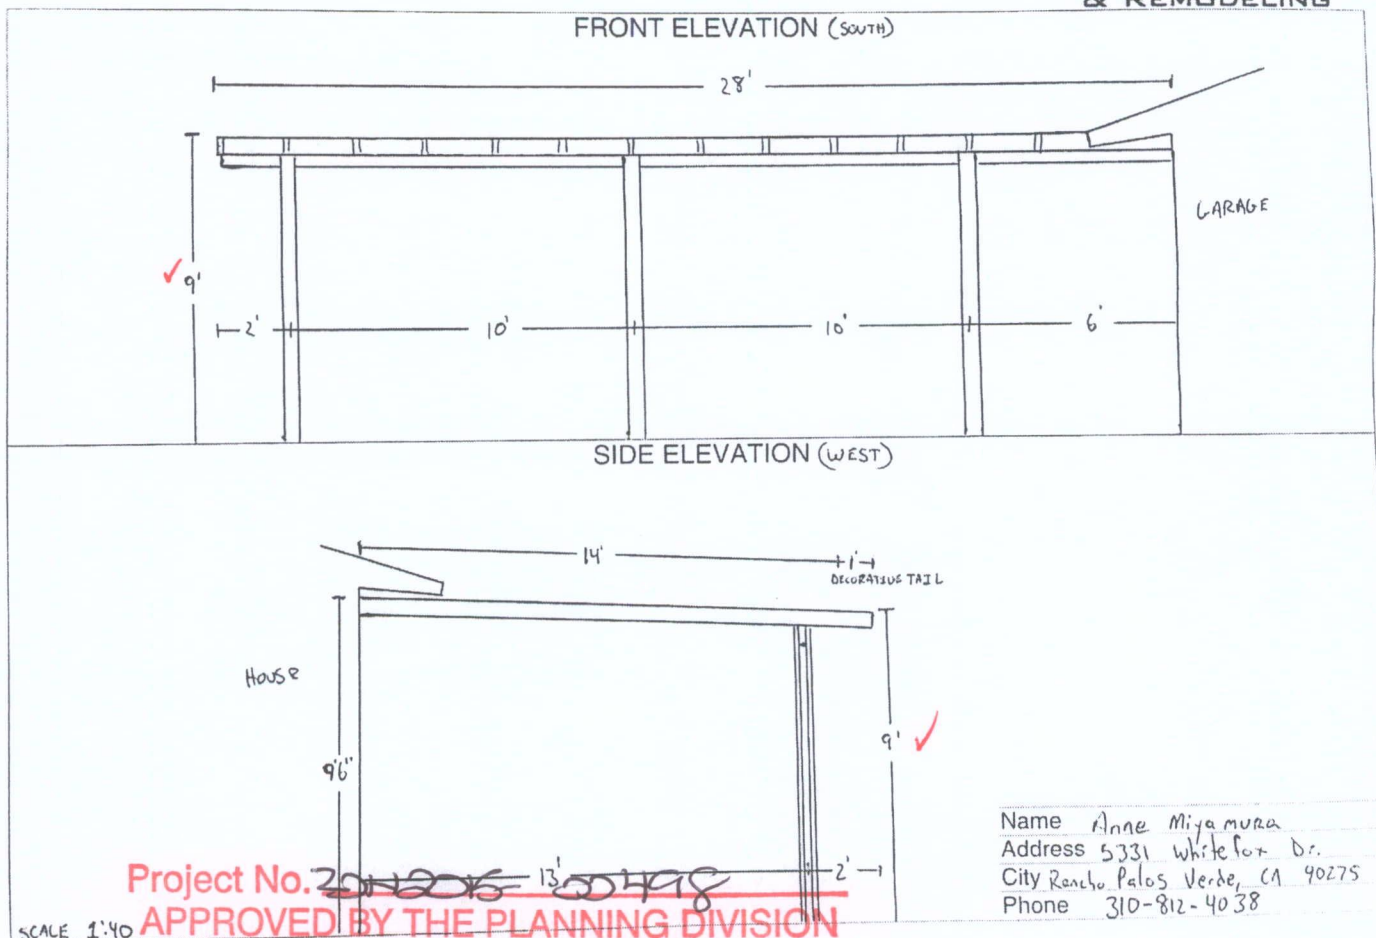 & REMODELING
FRONT ELEVATION (SOUTH)
28'
GARAGE
9'
2' 10' 10' 6'
SIDE ELEVATION (WEST)
14' 1'
DECORATIVE TAIL
HOUSE
9'6"
9'
13' 2'
Name Anne Miyamura
Address 5331 Whitefox Dr.
City Rancho Palos Verde, CA 90275
Phone 310-812-4038
Project No.
APPROVED BY THE PLANNING DIVISION
SCALE 1":40